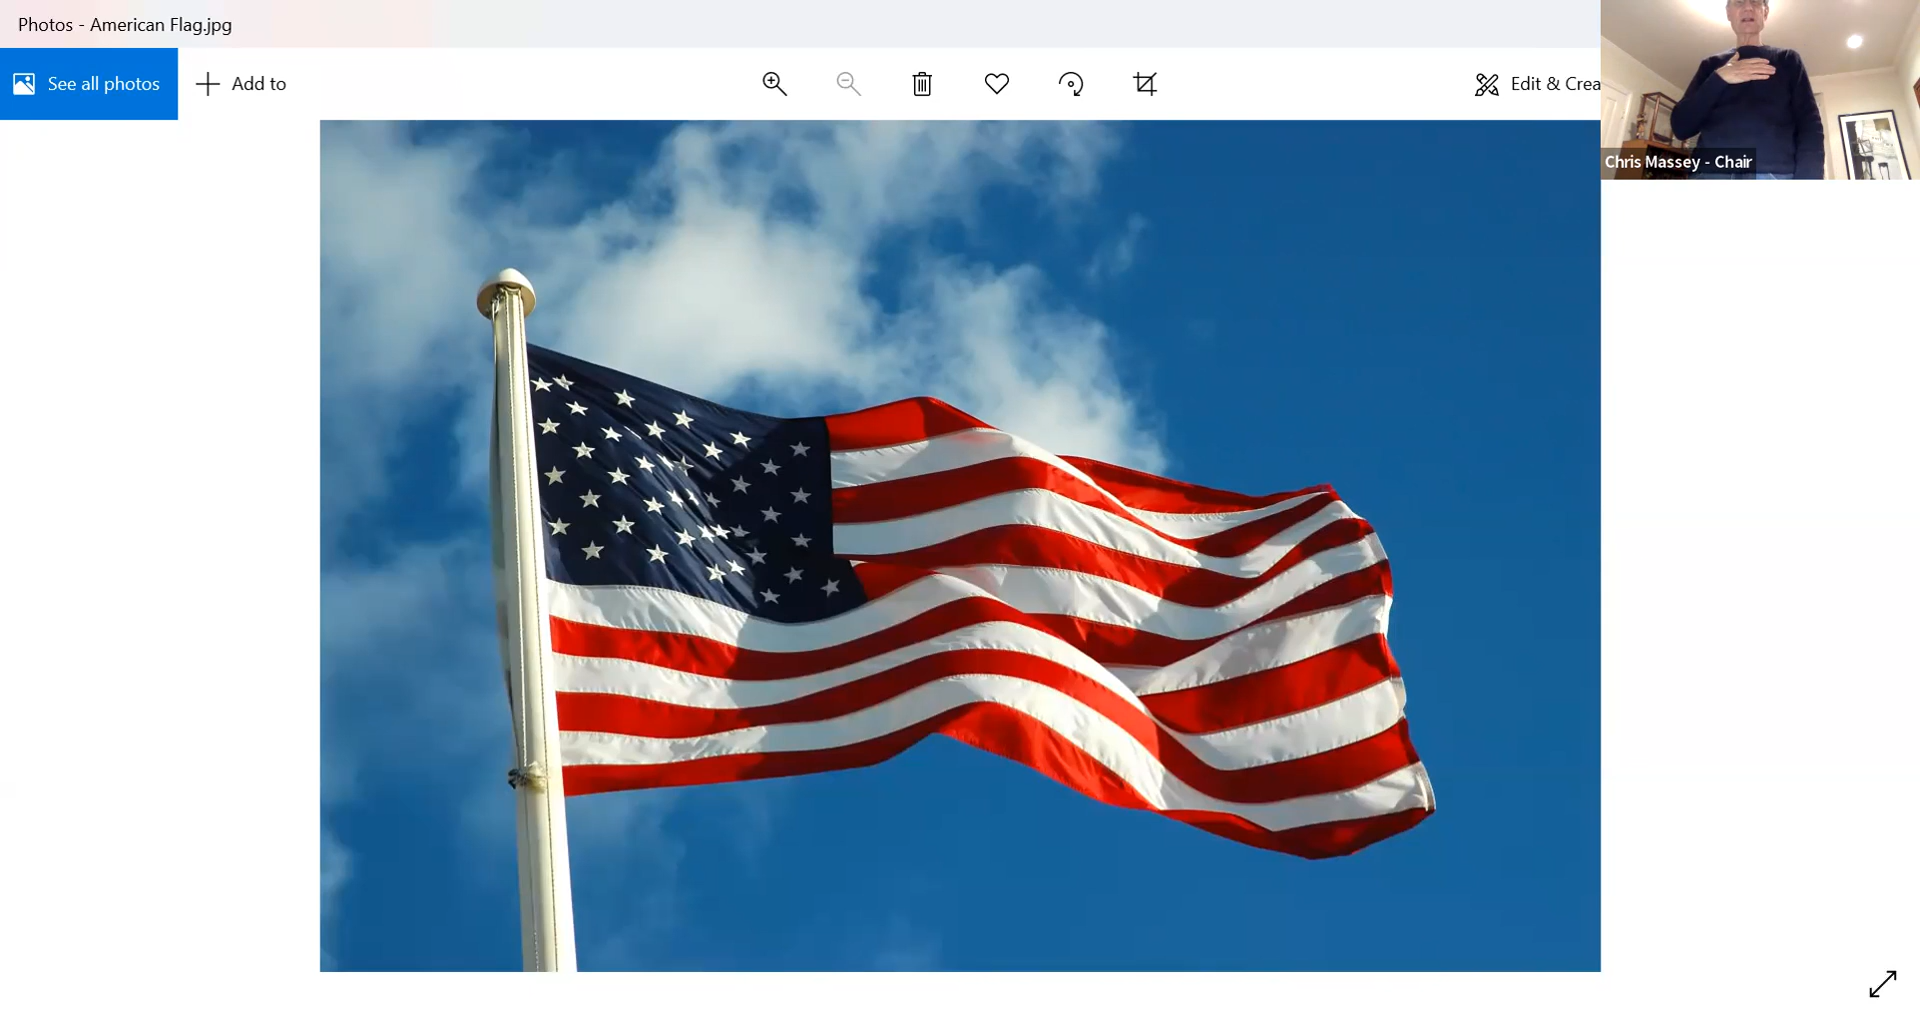 Photos - American Flag.jpg
See all photos
Add to
Edit & Crea
Chris Massey - Chair